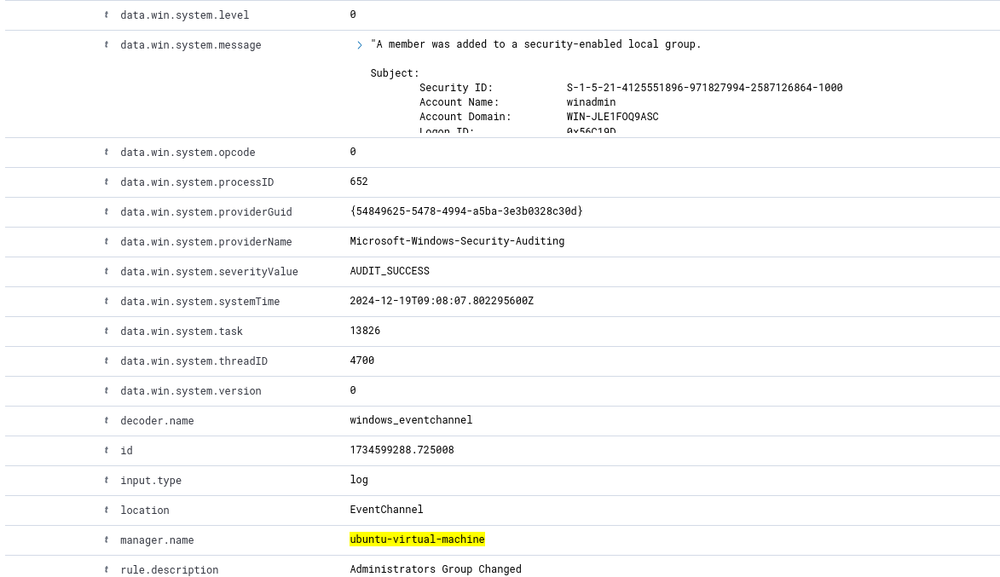 t data.win.system.level 0
t data.win.system.message > "A member was added to a security-enabled local group.
Subject:
Security ID: S-1-5-21-4125551896-971827994-2587126864-1000
Account Name: winadmin
Account Domain: WIN-JLE1FOQ9ASC
Logon ID: 0x56C19D
t data.win.system.opcode 0
t data.win.system.processID 652
t data.win.system.providerGuid {54849625-5478-4994-a5ba-3e3b0328c30d}
t data.win.system.providerName Microsoft-Windows-Security-Auditing
t data.win.system.severityValue AUDIT_SUCCESS
t data.win.system.systemTime 2024-12-19T09:08:07.802295600Z
t data.win.system.task 13826
t data.win.system.threadID 4700
t data.win.system.version 0
t decoder.name windows_eventchannel
t id 1734599288.725008
t input.type log
t location EventChannel
t manager.name ubuntu-virtual-machine
t rule.description Administrators Group Changed